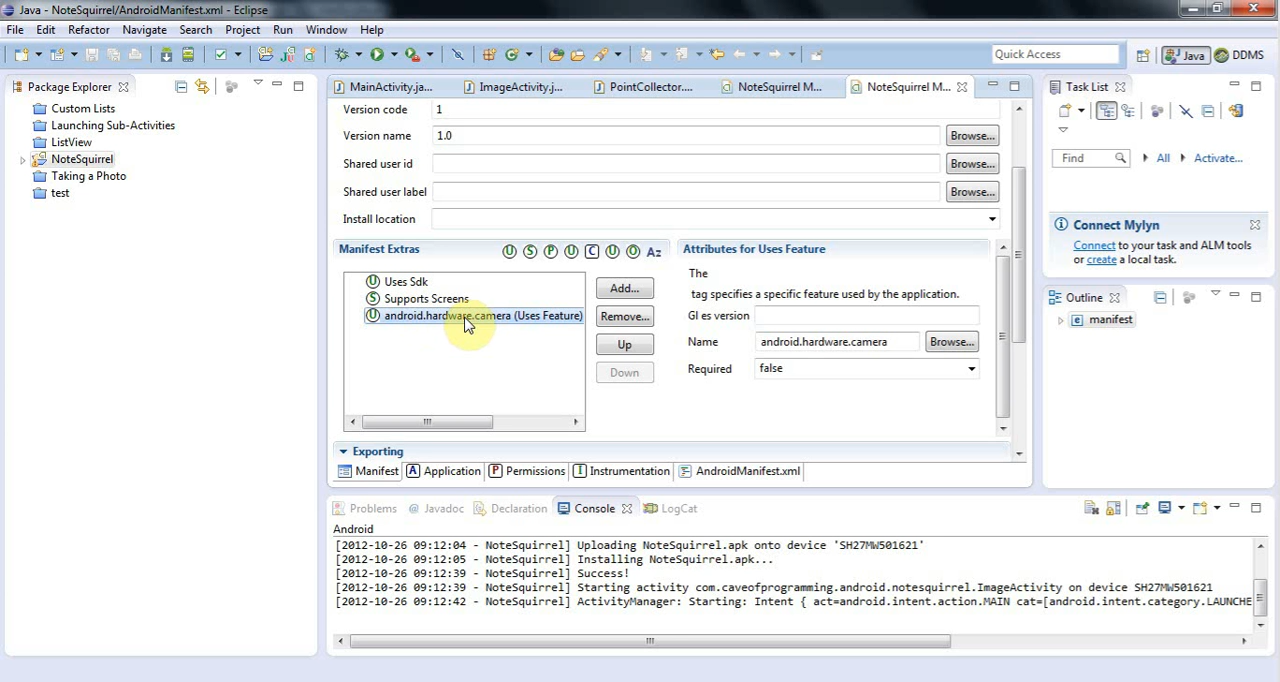 Java - NoteSquirrel/AndroidManifest.xml - Eclipse
File Edit Refactor Navigate Search Project Run Window Help
Quick Access Java DDMS
Package Explorer
Custom Lists
Launching Sub-Activities
ListView
NoteSquirrel
Taking a Photo
test
MainActivity.ja... ImageActivity.j... PointCollector.... NoteSquirrel M... NoteSquirrel M...
Version code 1
Version name 1.0 Browse...
Shared user id Browse...
Shared user label Browse...
Install location
Manifest Extras U S P U C U O Az
U Uses Sdk
S Supports Screens
U android.hardware.camera (Uses Feature)
Add...
Remove...
Up
Down
Attributes for Uses Feature
The
tag specifies a specific feature used by the application.
Gl es version
Name android.hardware.camera Browse...
Required false
Exporting
Manifest A Application P Permissions I Instrumentation AndroidManifest.xml
Task List
Find All Activate...
Connect Mylyn
Connect to your task and ALM tools
or create a local task.
Outline
e manifest
Problems @ Javadoc Declaration Console LogCat
Android
[2012-10-26 09:12:04 - NoteSquirrel] Uploading NoteSquirrel.apk onto device 'SH27MW501621'
[2012-10-26 09:12:05 - NoteSquirrel] Installing NoteSquirrel.apk...
[2012-10-26 09:12:39 - NoteSquirrel] Success!
[2012-10-26 09:12:39 - NoteSquirrel] Starting activity com.caveofprogramming.android.notesquirrel.ImageActivity on device SH27MW501621
[2012-10-26 09:12:42 - NoteSquirrel] ActivityManager: Starting: Intent { act=android.intent.action.MAIN cat=[android.intent.category.LAUNCHE